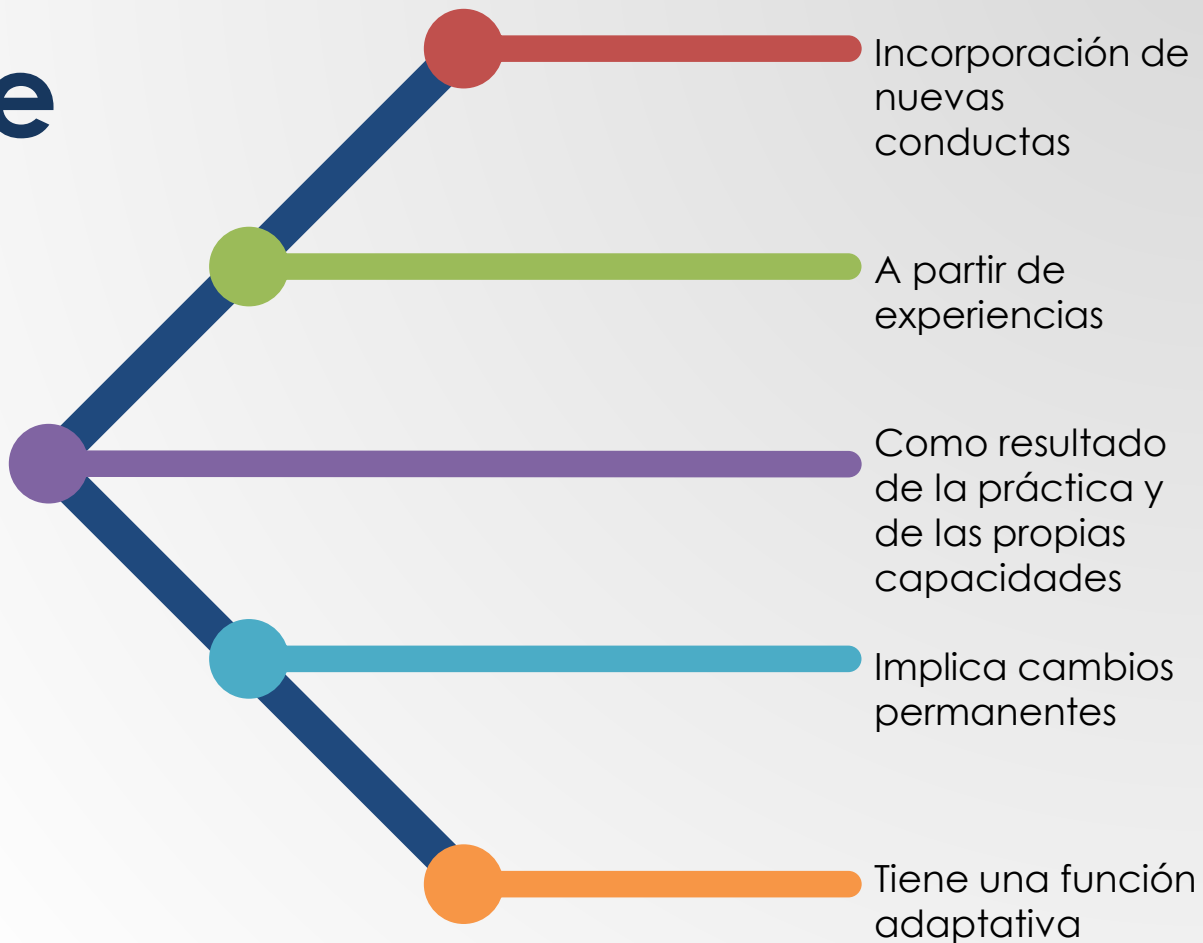 e
Incorporación de
nuevas
conductas
A partir de
experiencias
Como resultado
de la práctica y
de las propias
capacidades
Implica cambios
permanentes
Tiene una función
adaptativa